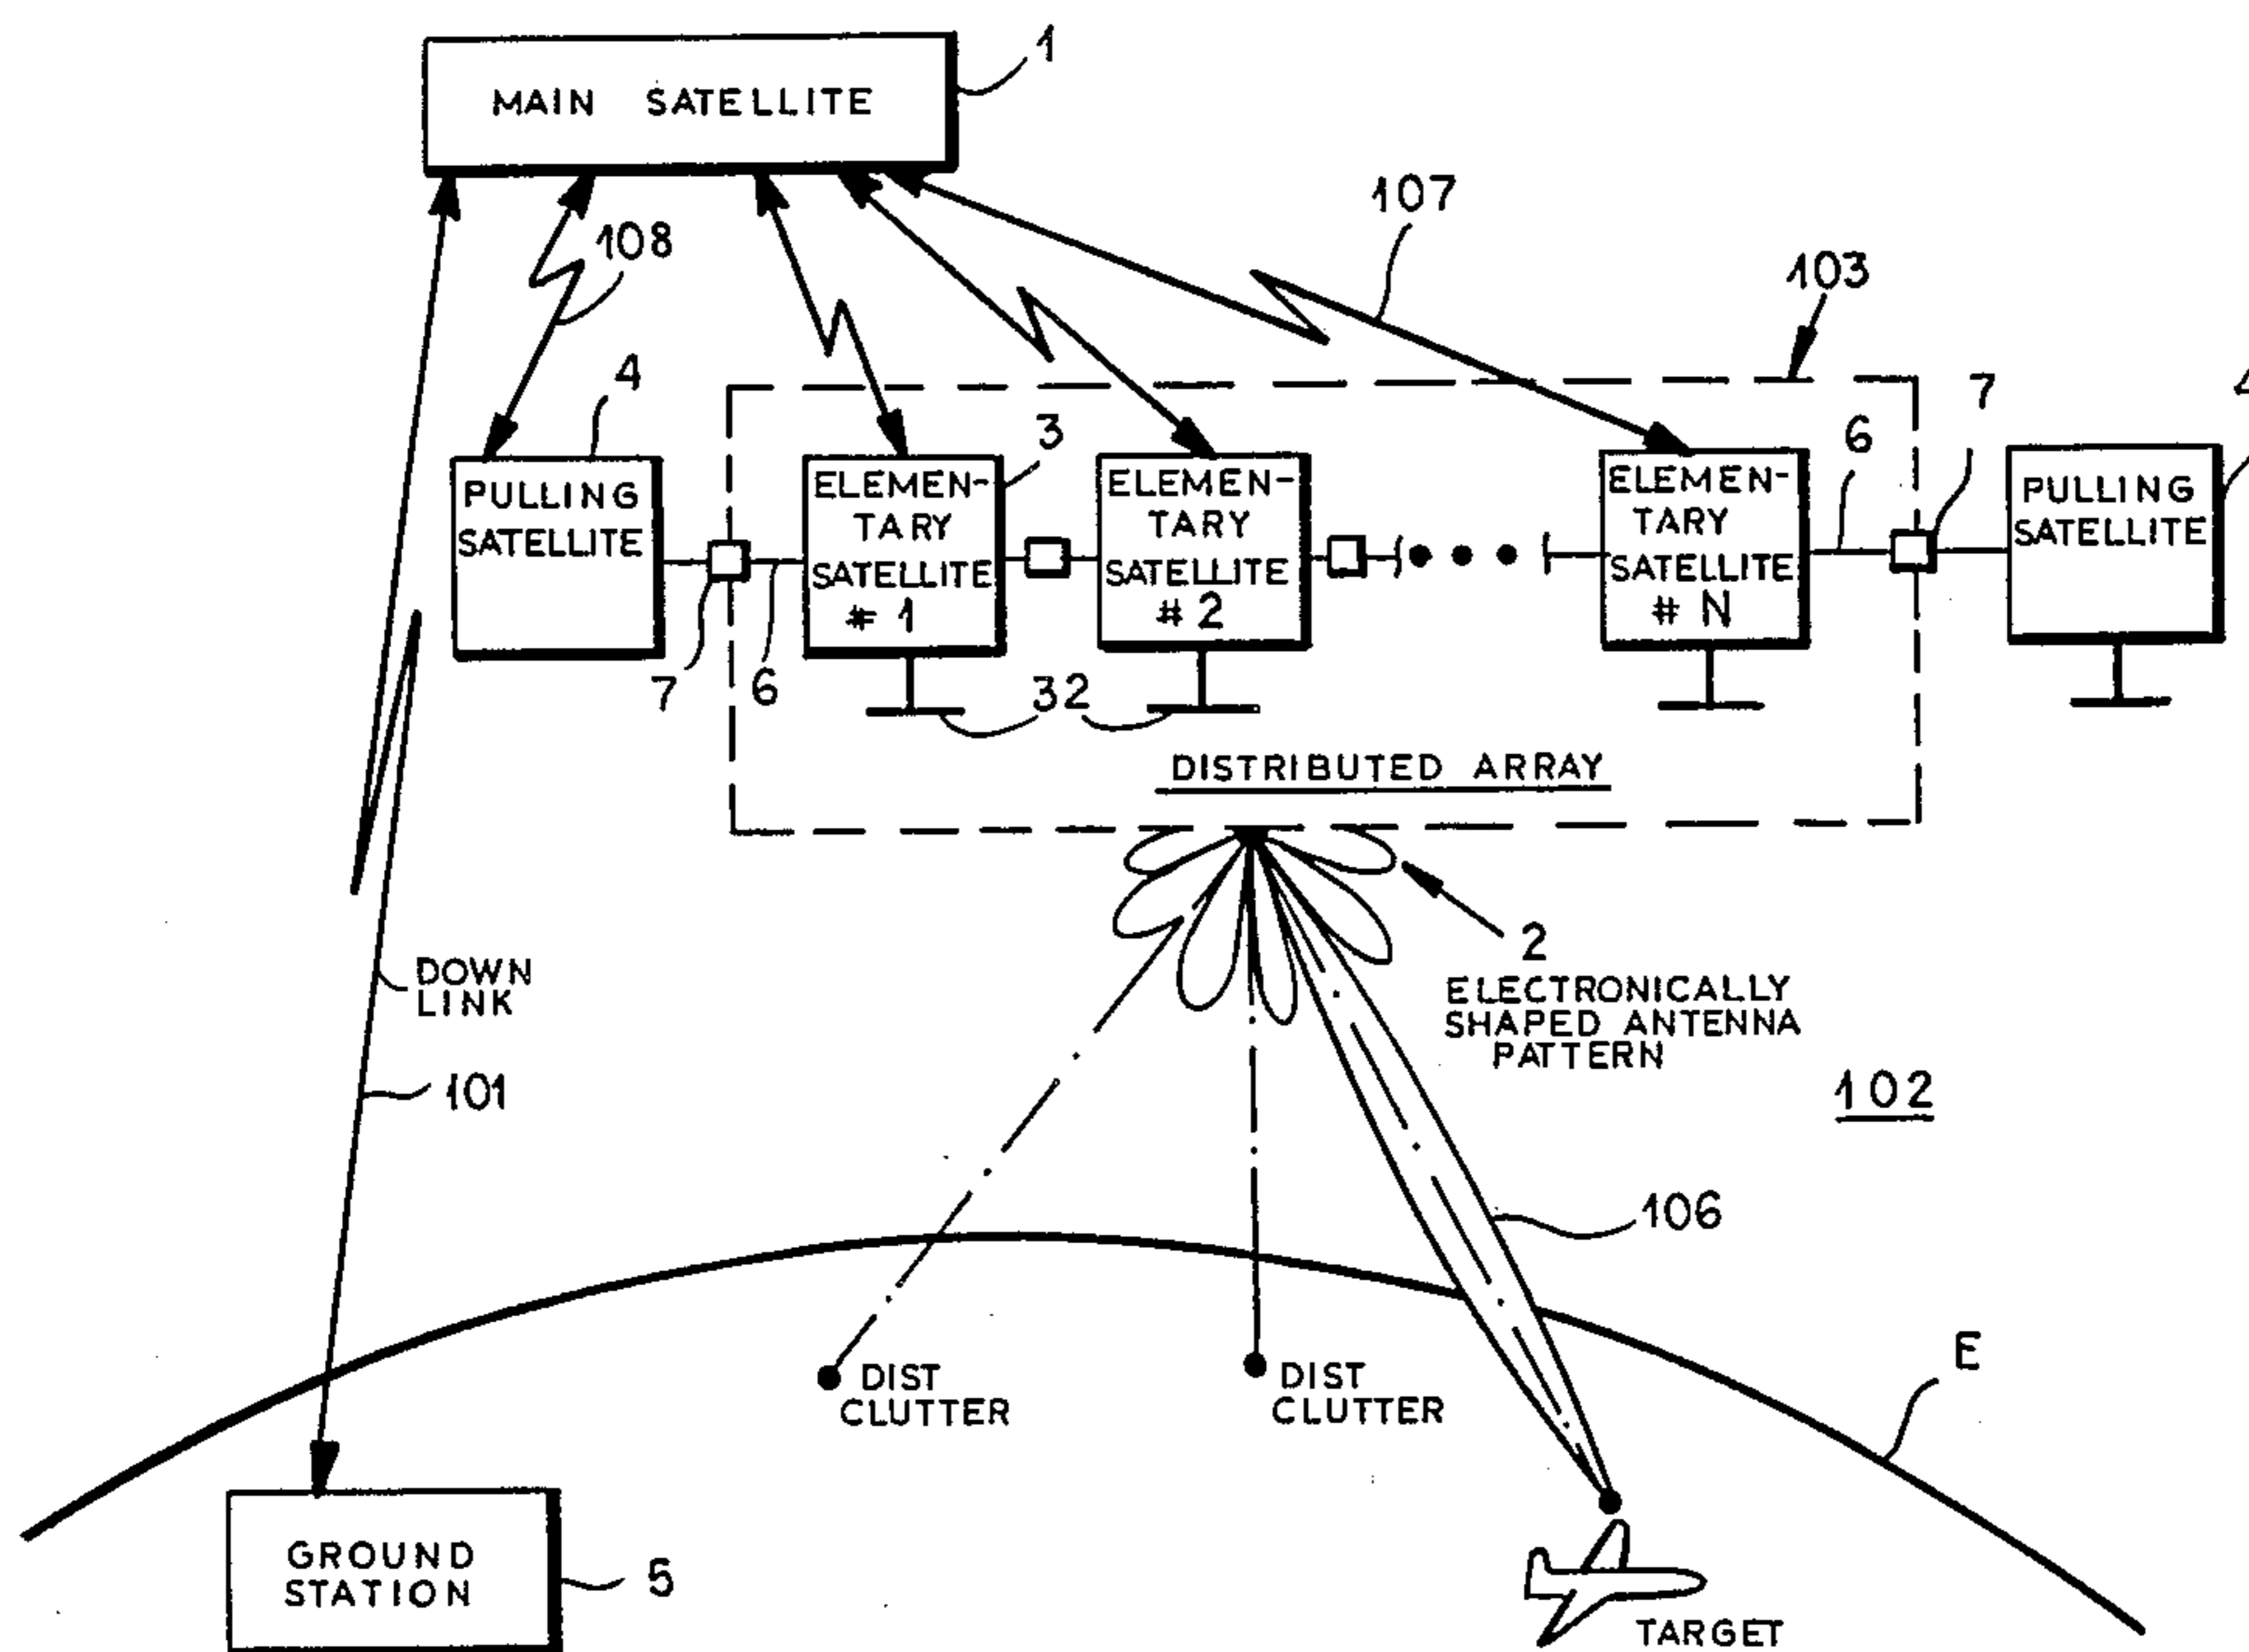 1
MAIN SATELLITE
107
108
103
4
3
6
7
4
PULLING
SATELLITE
ELEMEN-
TARY
SATELLITE
# 1
ELEMEN-
TARY
SATELLITE
# 2
ELEMEN-
TARY
SATELLITE
# N
PULLING
SATELLITE
7
6
32
DISTRIBUTED ARRAY
2
ELECTRONICALLY
SHAPED ANTENNA
PATTERN
DOWN
LINK
101
102
106
E
DIST
CLUTTER
DIST
CLUTTER
GROUND
STATION
5
TARGET